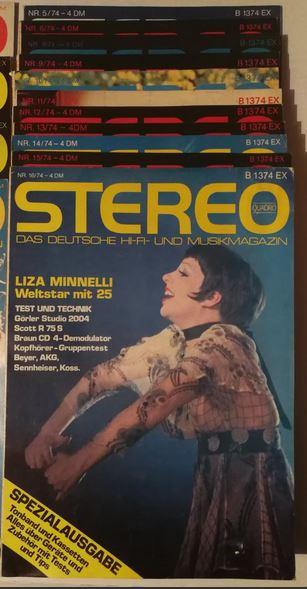 NR. 5/74 – 4 DM B 1374 EX
NR. 6/74 – 4 DM B 1374 EX
B 1374 EX
NR. 9/74 – 4 DM B 1374 EX
NR. 11/74 B 1374 EX
NR. 12/74 – 4 DM B 1374 EX
NR. 13/74 – 4DM B 1374 EX
NR. 14/74 – 4 DM B 1374 EX
NR. 15/74 – 4 DM B 1374 EX
NR. 16/74 – 4 DM B 1374 EX
STEREO
QUADRO
DAS DEUTSCHE HI-FI- UND MUSIKMAGAZIN
LIZA MINNELLI
Weltstar mit 25
TEST UND TECHNIK
Görler Studio 2004
Scott R 75 S
Braun CD 4-Demodulator
Kopfhörer-Gruppentest
Beyer, AKG,
Sennheiser, Koss.
SPEZIALAUSGABE
Tonband und Kassetten
Alles über Geräte und
Zubehör mit Tests
und Tips